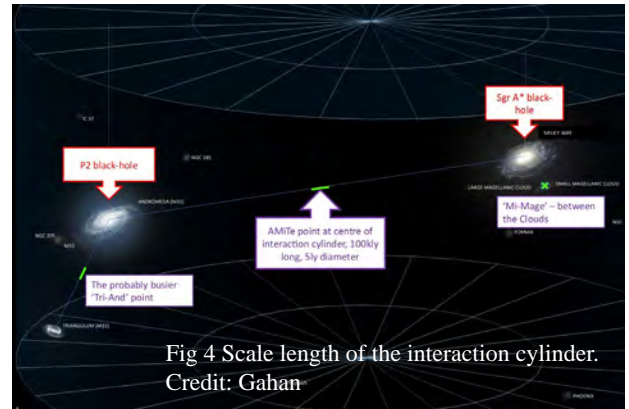 Sgr A* black-
hole
MILKY WAY
IC 10
NGC 185
P2 black-hole
LARGE MAGELLANIC CLOUD
SMALL MAGELLANIC CLOUD
ANDROMEDA (M31)
'Mi-Mage' – between
the Clouds
NGC
FORNAX
AMiTe point at centre of
interaction cylinder, 100kly
long, 5ly diameter
NGC 205
M32
The probably busier
'Tri-And' point
TRIANGULUM (M33)
Fig 4 Scale length of the interaction cylinder.
Credit: Gahan
PHOENIX